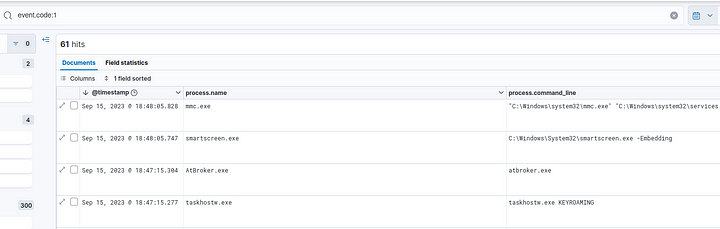 event.code:1
0
61 hits
2
Documents Field statistics
Columns 1 field sorted
@timestamp process.name process.command_line
Sep 15, 2023 @ 18:48:05.828 mmc.exe "C:\Windows\system32\mmc.exe" "C:\Windows\system32\services
4
Sep 15, 2023 @ 18:48:05.747 smartscreen.exe C:\Windows\System32\smartscreen.exe -Embedding
Sep 15, 2023 @ 18:47:15.304 AtBroker.exe atbroker.exe
300
Sep 15, 2023 @ 18:47:15.277 taskhostw.exe taskhostw.exe KEYROAMING